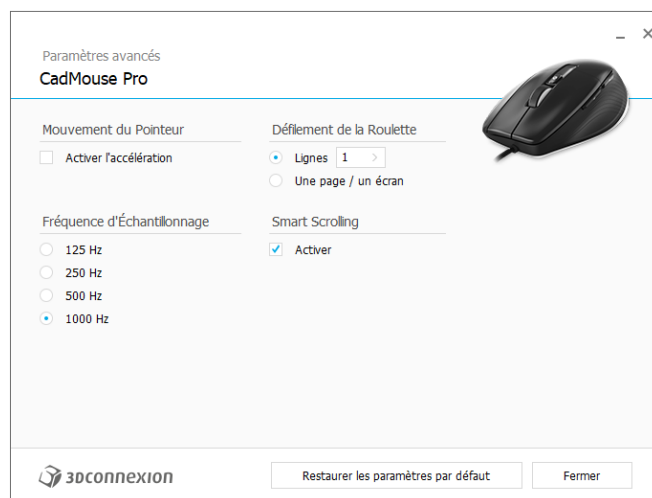 Paramètres avancés
CadMouse Pro
Mouvement du Pointeur
Activer l'accélération
Défilement de la Roulette
Lignes 1
Une page / un écran
Fréquence d'Échantillonnage
125 Hz
250 Hz
500 Hz
1000 Hz
Smart Scrolling
Activer
3Dconnexion
Restaurer les paramètres par défaut
Fermer